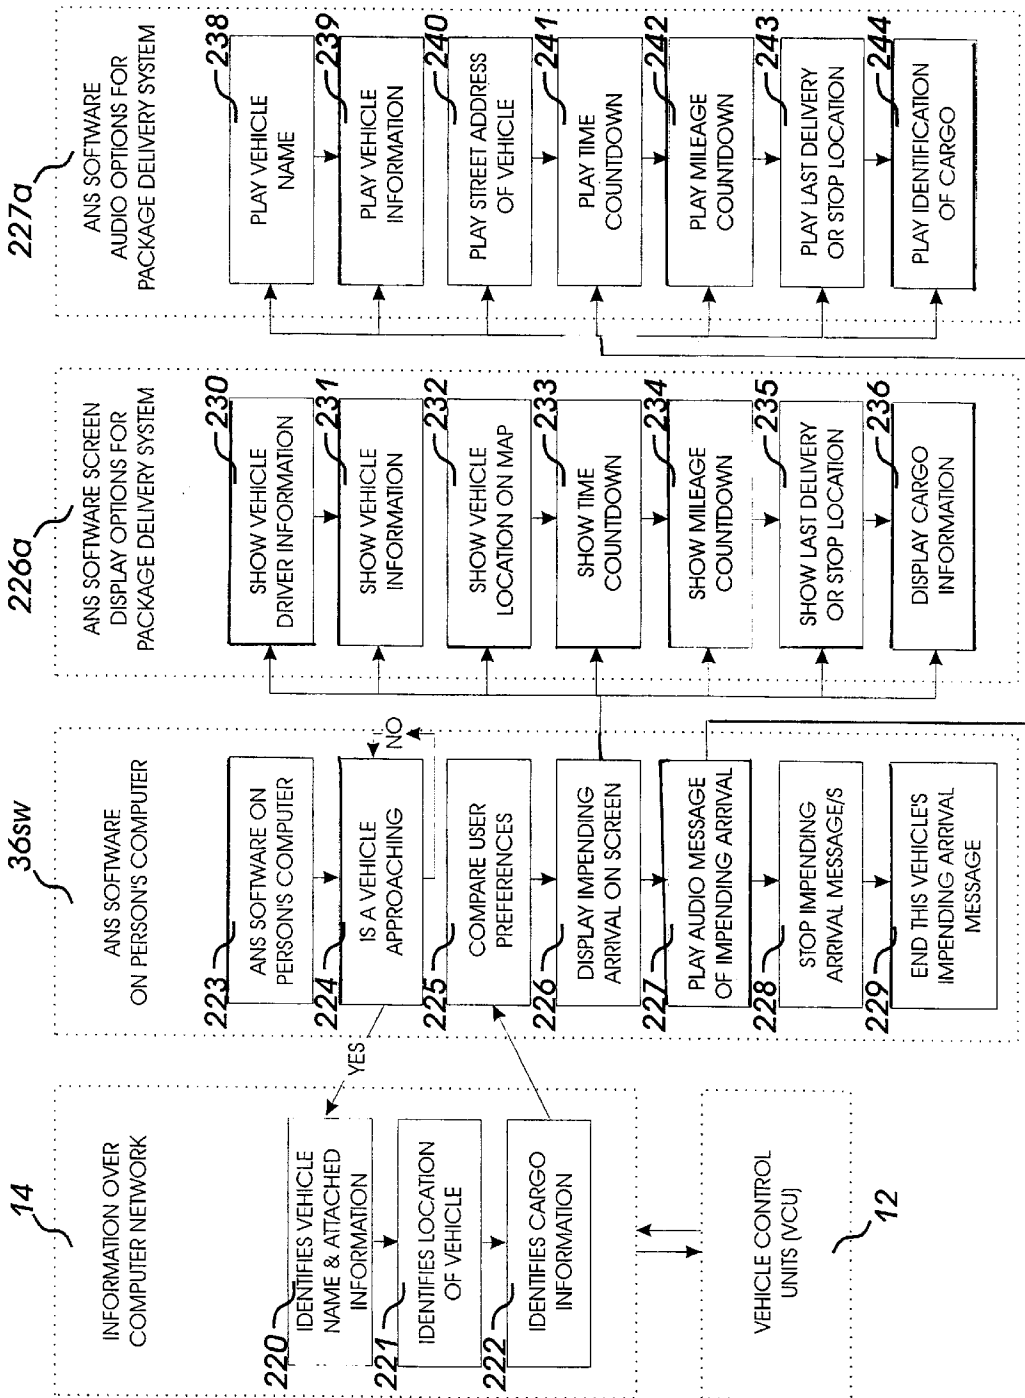 14
INFORMATION OVER
COMPUTER NETWORK
220
IDENTIFIES VEHICLE
NAME & ATTACHED
INFORMATION
221
IDENTIFIES LOCATION
OF VEHICLE
222
IDENTIFIES CARGO
INFORMATION
VEHICLE CONTROL
UNITS (VCU)
12
YES
36sw
ANS SOFTWARE
ON PERSON'S COMPUTER
223
ANS SOFTWARE ON
PERSON'S COMPUTER
224
IS A VEHICLE
APPROACHING
NO
225
COMPARE USER
PREFERENCES
226
DISPLAY IMPENDING
ARRIVAL ON SCREEN
227
PLAY AUDIO MESSAGE
OF IMPENDING ARRIVAL
228
STOP IMPENDING
ARRIVAL MESSAGE/S
229
END THIS VEHICLE'S
IMPENDING ARRIVAL
MESSAGE
226a
ANS SOFTWARE SCREEN
DISPLAY OPTIONS FOR
PACKAGE DELIVERY SYSTEM
230
SHOW VEHICLE
DRIVER INFORMATION
231
SHOW VEHICLE
INFORMATION
232
SHOW VEHICLE
LOCATION ON MAP
233
SHOW TIME
COUNTDOWN
234
SHOW MILEAGE
COUNTDOWN
235
SHOW LAST DELIVERY
OR STOP LOCATION
236
DISPLAY CARGO
INFORMATION
227a
ANS SOFTWARE
AUDIO OPTIONS FOR
PACKAGE DELIVERY SYSTEM
238
PLAY VEHICLE
NAME
239
PLAY VEHICLE
INFORMATION
240
PLAY STREET ADDRESS
OF VEHICLE
241
PLAY TIME
COUNTDOWN
242
PLAY MILEAGE
COUNTDOWN
243
PLAY LAST DELIVERY
OR STOP LOCATION
244
PLAY IDENTIFICATION
OF CARGO